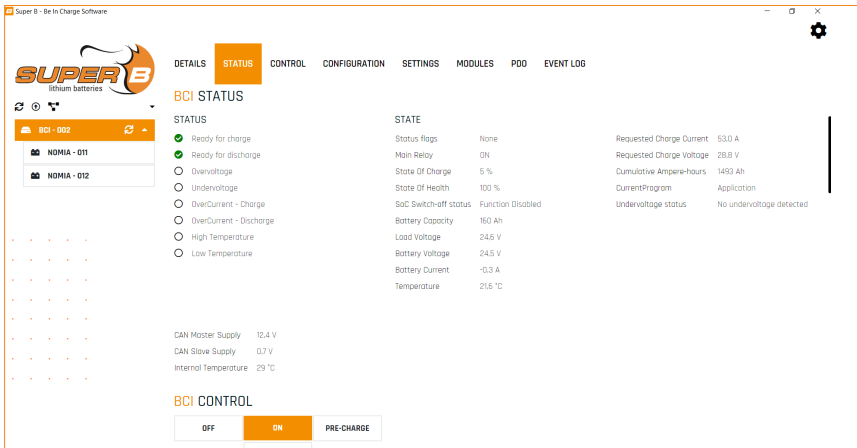 Super B - Be In Charge Software
SUPER B
lithium batteries
DETAILS STATUS CONTROL CONFIGURATION SETTINGS MODULES PDO EVENT LOG
BCI - 002
NOMIA - 011
NOMIA - 012
BCI STATUS
STATUS
Ready for charge
Ready for discharge
Overvoltage
Undervoltage
OverCurrent - Charge
OverCurrent - Discharge
High Temperature
Low Temperature
STATE
Status flags None
Main Relay ON
State Of Charge 5 %
State Of Health 100 %
SoC Switch-off status Function Disabled
Battery Capacity 160 Ah
Load Voltage 24,6 V
Battery Voltage 24,5 V
Battery Current -0,3 A
Temperature 21,6 °C
Requested Charge Current 53,0 A
Requested Charge Voltage 28,8 V
Cumulative Ampere-hours 1493 Ah
CurrentProgram Application
Undervoltage status No undervoltage detected
CAN Master Supply 12,4 V
CAN Slave Supply 0,7 V
Internal Temperature 29 °C
BCI CONTROL
OFF ON PRE-CHARGE